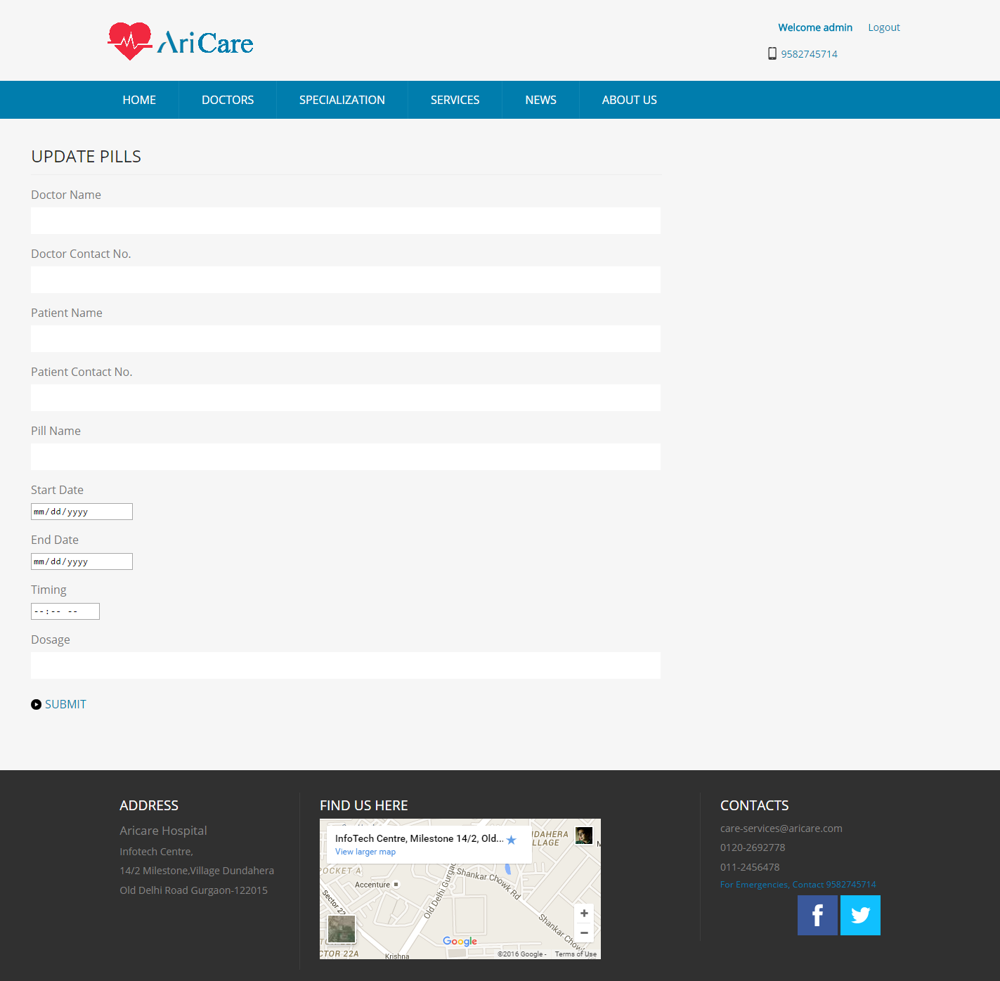 AriCare
Welcome admin Logout
9582745714
HOME DOCTORS SPECIALIZATION SERVICES NEWS ABOUT US
UPDATE PILLS
Doctor Name
Doctor Contact No.
Patient Name
Patient Contact No.
Pill Name
Start Date
mm/dd/yyyy
End Date
mm/dd/yyyy
Timing
--:-- --
Dosage
SUBMIT
ADDRESS
Aricare Hospital
Infotech Centre,
14/2 Milestone,Village Dundahera
Old Delhi Road Gurgaon-122015
FIND US HERE
InfoTech Centre, Milestone 14/2, Old...
View larger map
NDAHERA
LLAGE
POCKET A
Accenture
Sector 22
Old Delhi Gurgao
Shankar Chowk Rd
Shankar Chowk
Google
CTOR 22A
Krishna
©2016 Google - Terms of Use
CONTACTS
care-services@aricare.com
0120-2692778
011-2456478
For Emergencies, Contact 9582745714